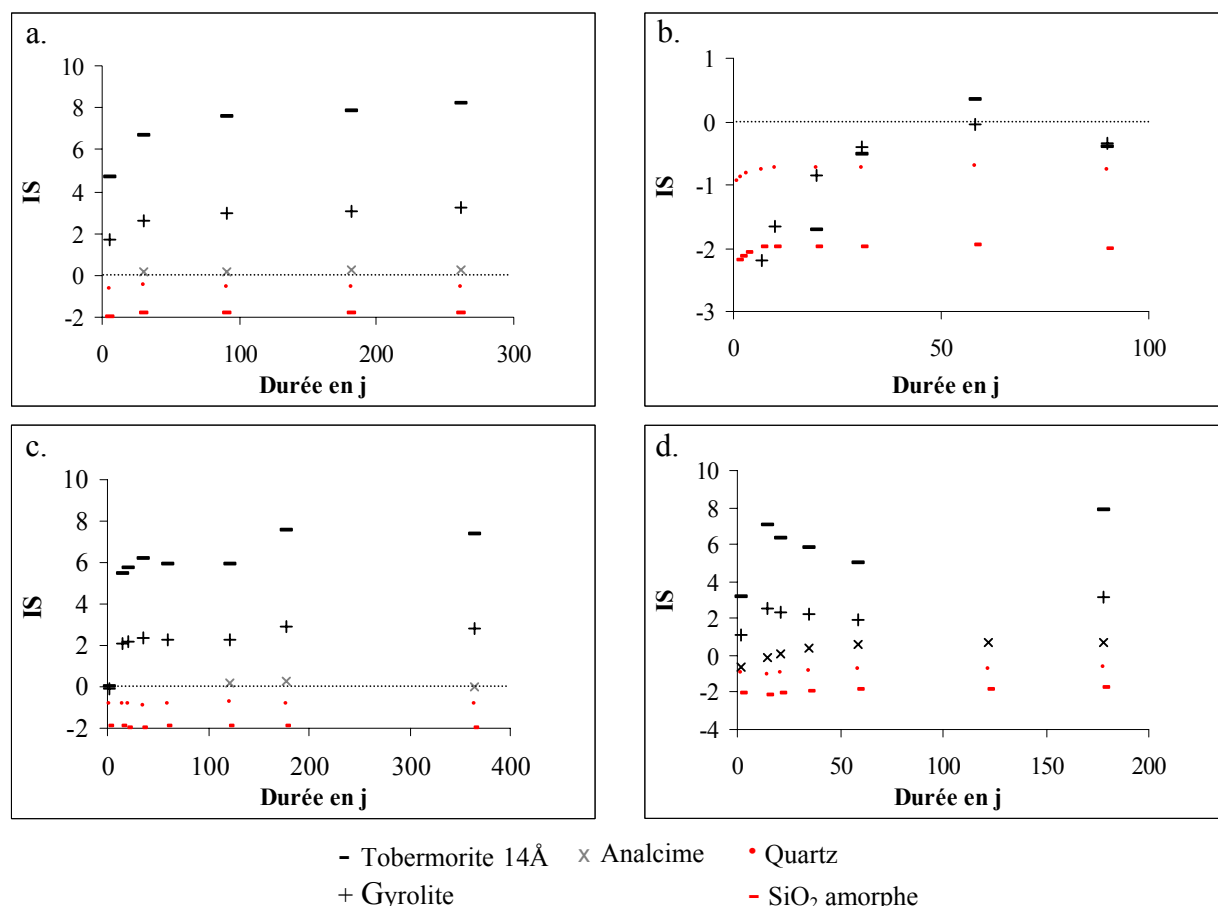 a.
10
8
6
4
2
0
-2
IS
0
100
200
300
Durée en j
b.
1
0
-1
-2
-3
IS
0
50
100
Durée en j
c.
10
8
6
4
2
0
-2
IS
0
100
200
300
400
Durée en j
d.
10
8
6
4
2
0
-2
-4
IS
0
50
100
150
200
Durée en j
Tobermorite 14Å
Analcime
Quartz
Gyrolite
SiO₂ amorphe